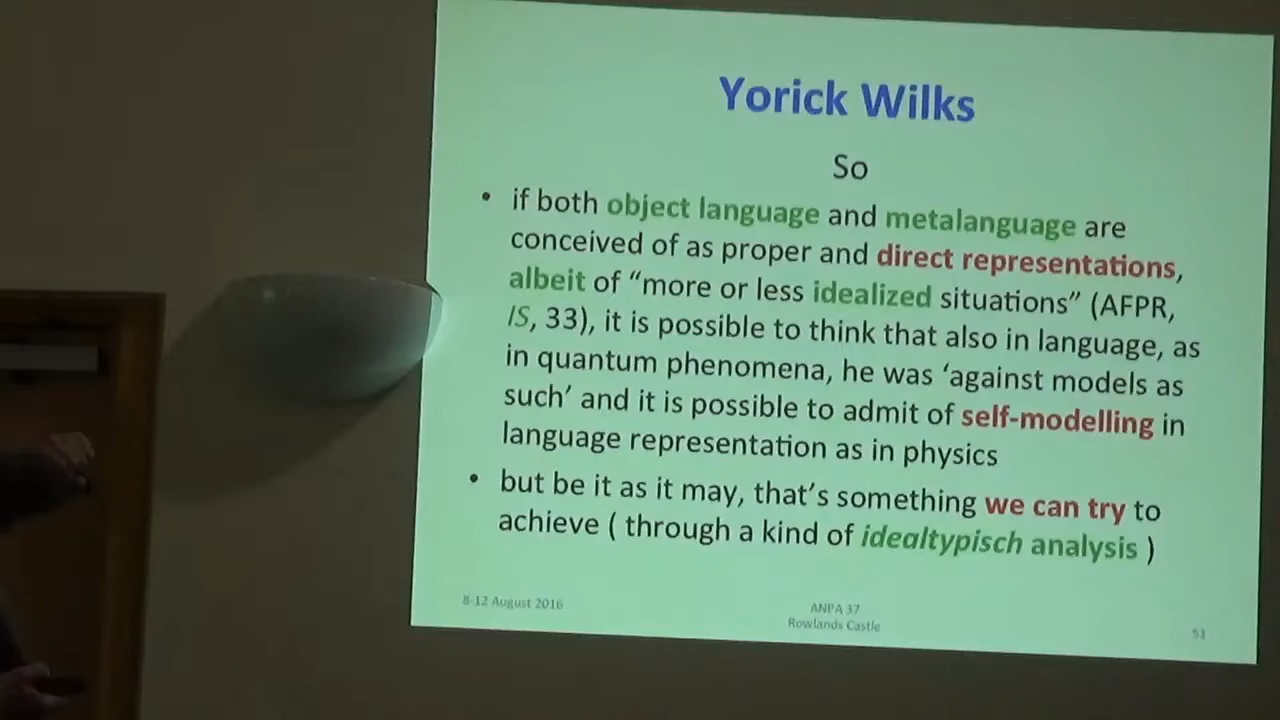 Yorick Wilks
So
• if both object language and metalanguage are
conceived of as proper and direct representations,
albeit of “more or less idealized situations” (AFPR,
IS, 33), it is possible to think that also in language, as
in quantum phenomena, he was ‘against models as
such’ and it is possible to admit of self-modelling in
language representation as in physics
• but be it as it may, that’s something we can try to
achieve ( through a kind of idealtypisch analysis )
8-12 August 2016
ANPA 37
Rowlands Castle
51